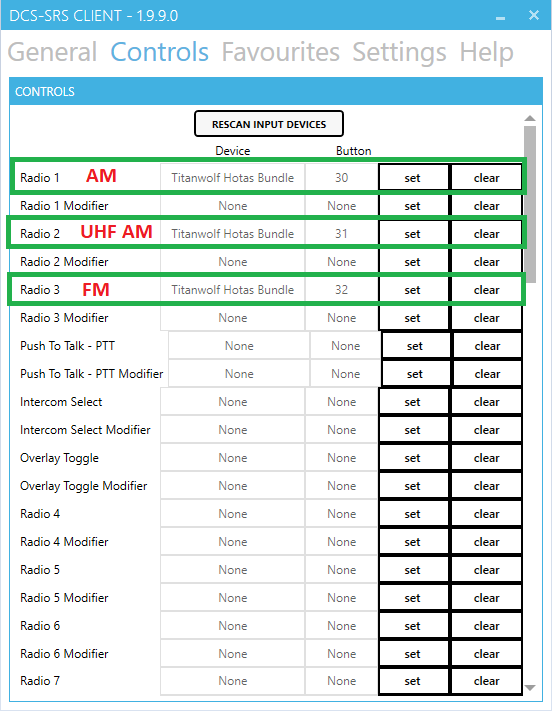 DCS-SRS CLIENT - 1.9.9.0
General Controls Favourites Settings Help
CONTROLS
RESCAN INPUT DEVICES
Device Button
Radio 1 AM Titanwolf Hotas Bundle 30 set clear
Radio 1 Modifier None None set clear
Radio 2 UHF AM Titanwolf Hotas Bundle 31 set clear
Radio 2 Modifier None None set clear
Radio 3 FM Titanwolf Hotas Bundle 32 set clear
Radio 3 Modifier None None set clear
Push To Talk - PTT None None set clear
Push To Talk - PTT Modifier None None set clear
Intercom Select None None set clear
Intercom Select Modifier None None set clear
Overlay Toggle None None set clear
Overlay Toggle Modifier None None set clear
Radio 4 None None set clear
Radio 4 Modifier None None set clear
Radio 5 None None set clear
Radio 5 Modifier None None set clear
Radio 6 None None set clear
Radio 6 Modifier None None set clear
Radio 7 None None set clear